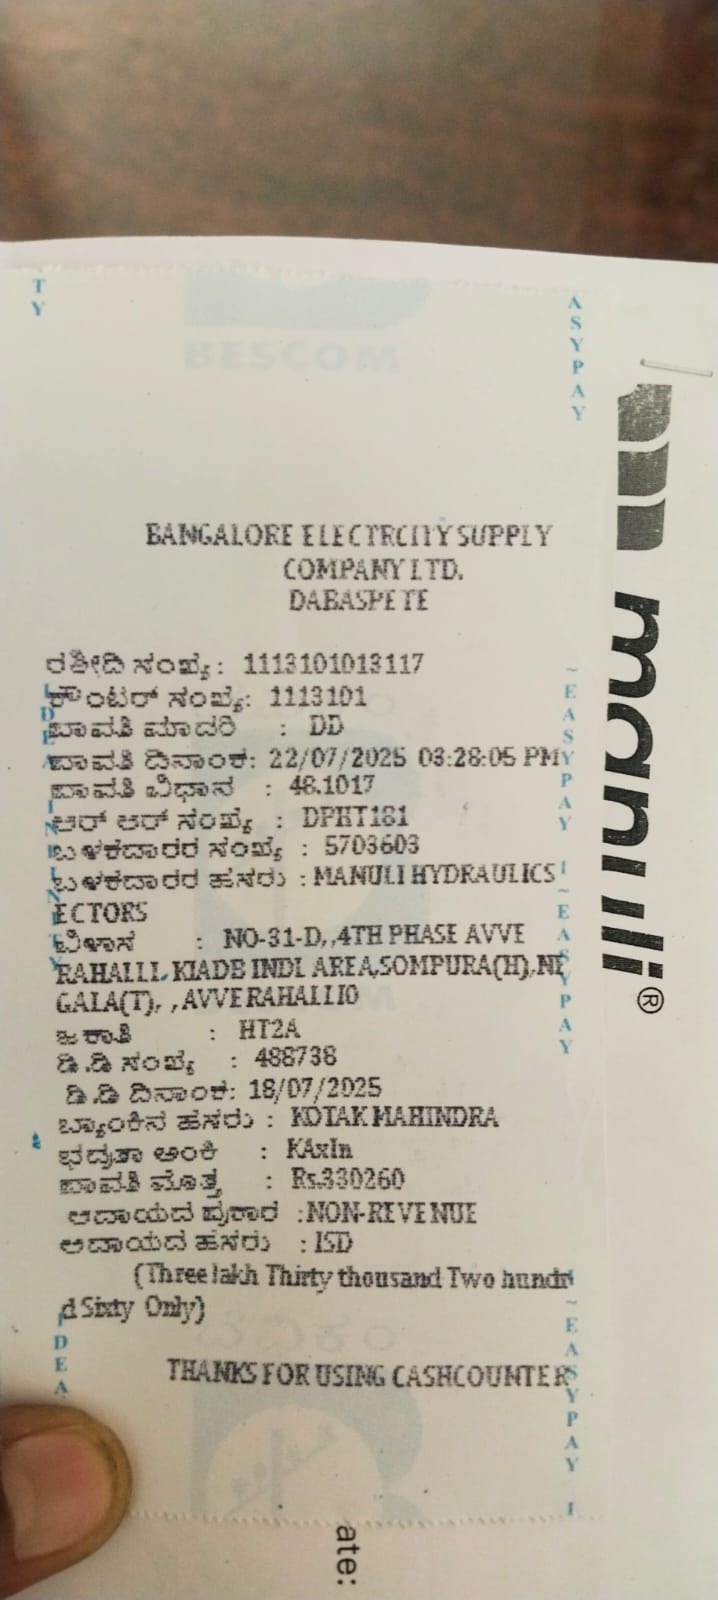 BESCOM
BANGALORE ELECTRCITY SUPPLY
COMPANY LTD.
DABASPETE
ರಶೀದಿ ಸಂಖ್ಯೆ: 1113101013117
ಕೌಂಟರ್ ಸಂಖ್ಯೆ: 1113101
ಪಾವತಿ ಮಾದರಿ : DD
ಪಾವತಿ ದಿನಾಂಕ: 22/07/2025 03:28:05 PM
ಪಾವತಿ ವಿಧಾನ : 48.1017
ಆರ್ ಆರ್ ಸಂಖ್ಯೆ : DPHT181
ಬಳಕದಾರರ ಸಂಖ್ಯೆ : 5703603
ಬಳಕದಾರರ ಹೆಸರು : MANULI HYDRAULICS
ECTORS
ವಿಳಾಸ : NO-31-D, ,4TH PHASE AVVE
RAHALLI, KIADB INDL AREA,SOMPURA(H),NE
GALA(T), , AVVERAHALLI0
ಜಕಾತಿ : HT2A
ಡಿ.ಡಿ ಸಂಖ್ಯೆ : 488738
ಡಿ.ಡಿ ದಿನಾಂಕ: 18/07/2025
ಬ್ಯಾಂಕಿನ ಹೆಸರು : KOTAK MAHINDRA
ಭದ್ರತಾ ಅಂಕಿ : KAxIn
ಪಾವತಿ ಮೊತ್ತ : Rs.330260
ಆದಾಯದ ಪ್ರಕಾರ :NON-REVENUE
ಆದಾಯದ ಹೆಸರು : ISD
(Three lakh Thirty thousand Two hundr
d Sixty Only)
THANKS FOR USING CASHCOUNTER
manuli®
ate: